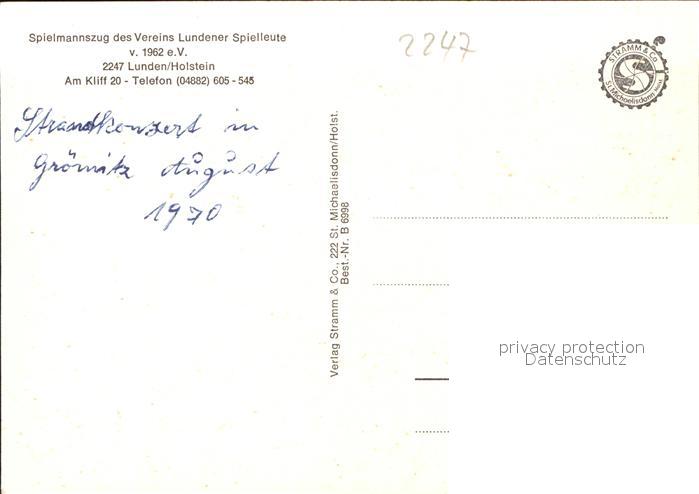 Spielmannszug des Vereins Lundener Spielleute
v. 1962 e.V.
2247 Lunden/Holstein
Am Kliff 20 - Telefon (04882) 605 - 545
2247
STRAMM & Co
St. Michaelisdonn Holst.
Strandkonzert in
Grömitz August
1970
Verlag Stramm & Co., 222 St. Michaelisdonn/Holst.
Best.-Nr. B 6998
privacy protection
Datenschutz